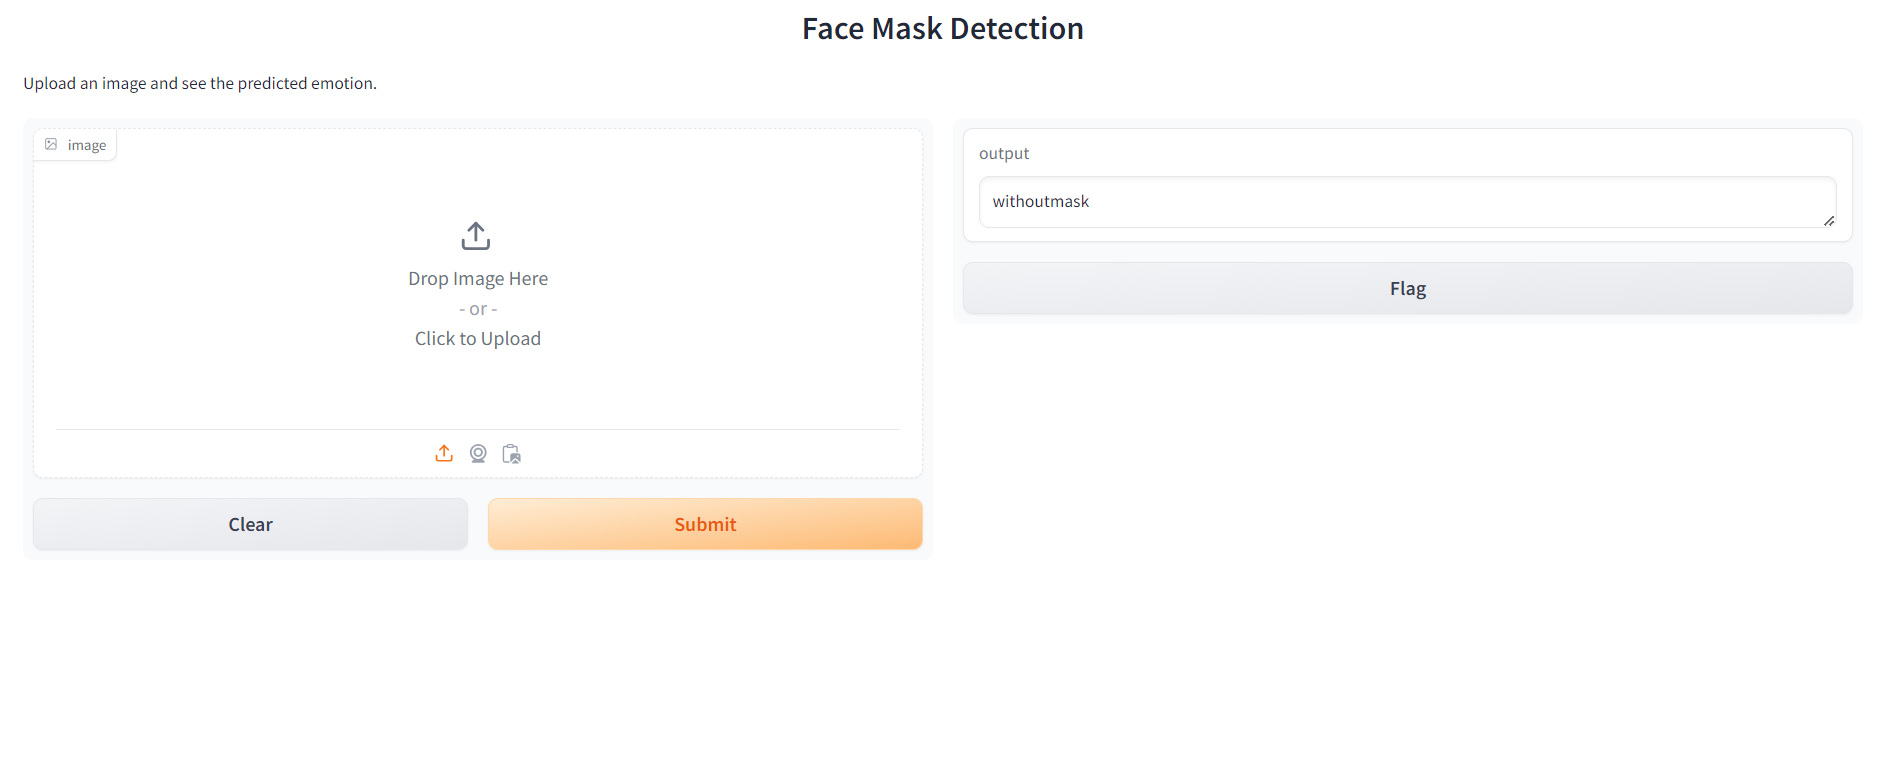 Face Mask Detection
Upload an image and see the predicted emotion.
image
Drop Image Here
- or -
Click to Upload
Clear
Submit
output
withoutmask
Flag